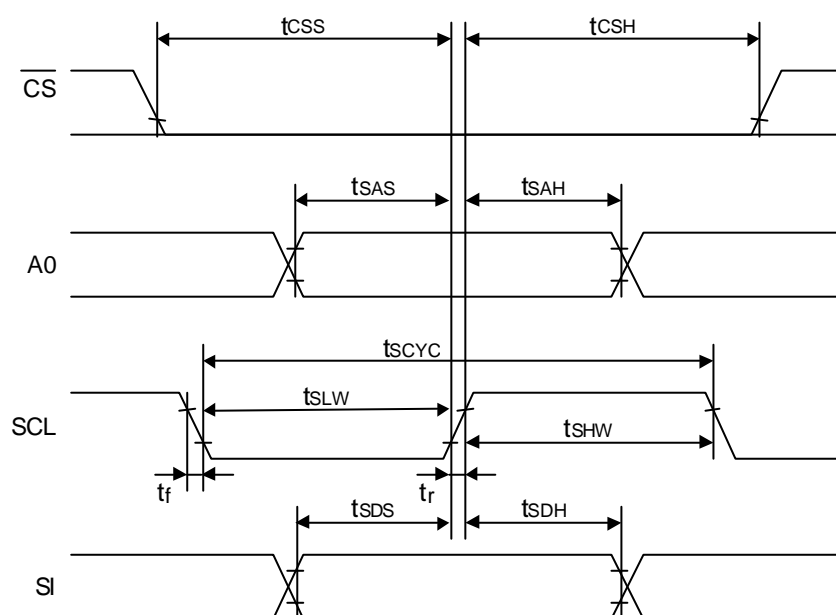 tCSS tCSH
CS
tSAS tSAH
A0
tSCYC
tSLW
SCL
tSHW
tf tr
tSDS tSDH
SI